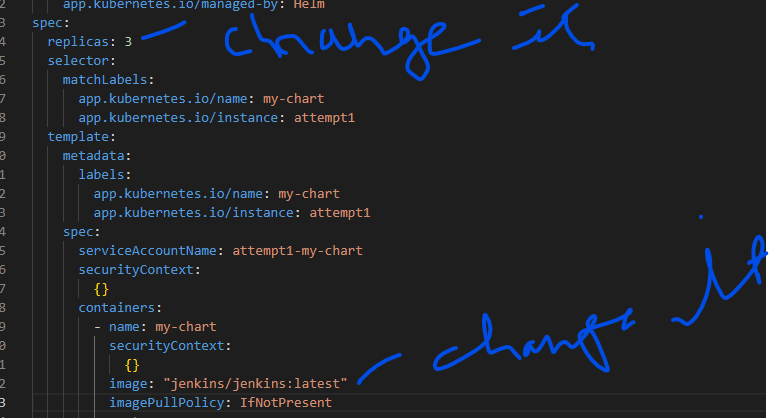 2 app.kubernetes.io/managed-by: Helm
3 spec:
4 replicas: 3 change it
5 selector:
6 matchLabels:
7 app.kubernetes.io/name: my-chart
8 app.kubernetes.io/instance: attempt1
9 template:
0 metadata:
1 labels:
2 app.kubernetes.io/name: my-chart
3 app.kubernetes.io/instance: attempt1
4 spec:
5 serviceAccountName: attempt1-my-chart
6 securityContext:
7 {}
8 containers:
9 - name: my-chart
0 securityContext:
1 {}
2 image: "jenkins/jenkins:latest" change it
3 imagePullPolicy: IfNotPresent